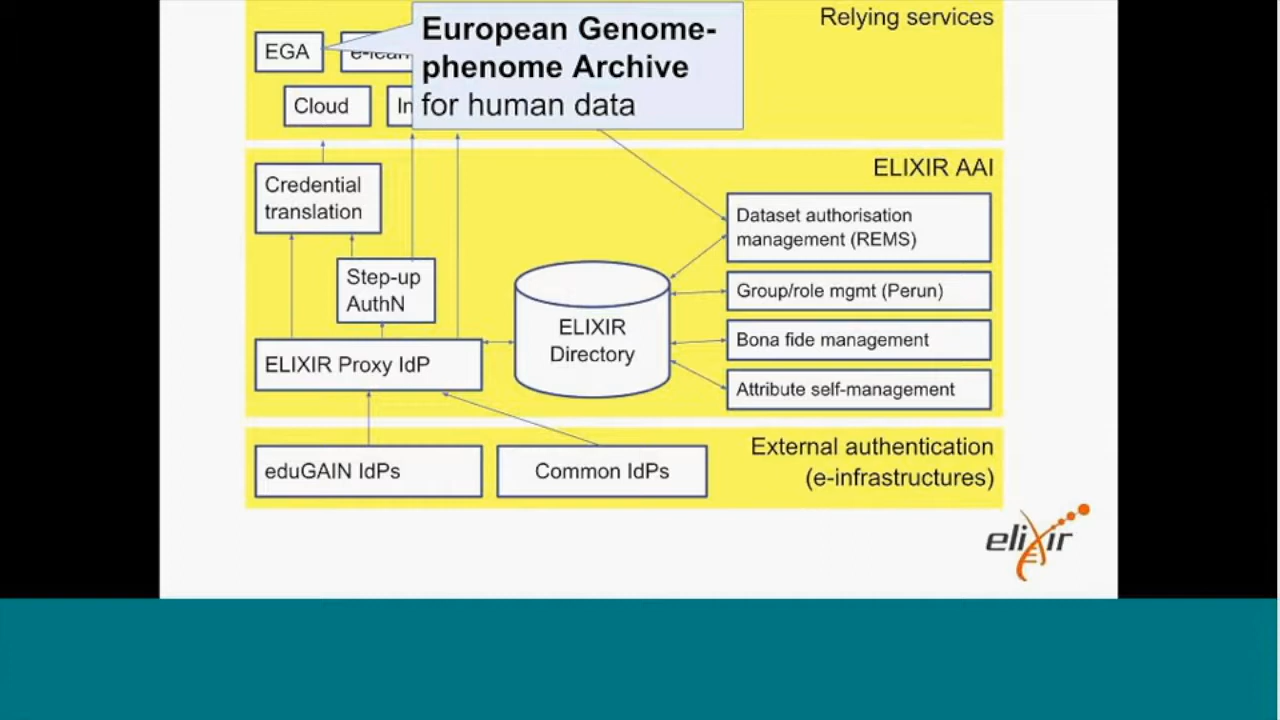 Relying services
European Genome-
phenome Archive
for human data
EGA
Cloud
ELIXIR AAI
Credential
translation
Dataset authorisation
management (REMS)
Step-up
AuthN
Group/role mgmt (Perun)
ELIXIR
Directory
Bona fide management
ELIXIR Proxy IdP
Attribute self-management
External authentication
(e-infrastructures)
eduGAIN IdPs
Common IdPs
elixir